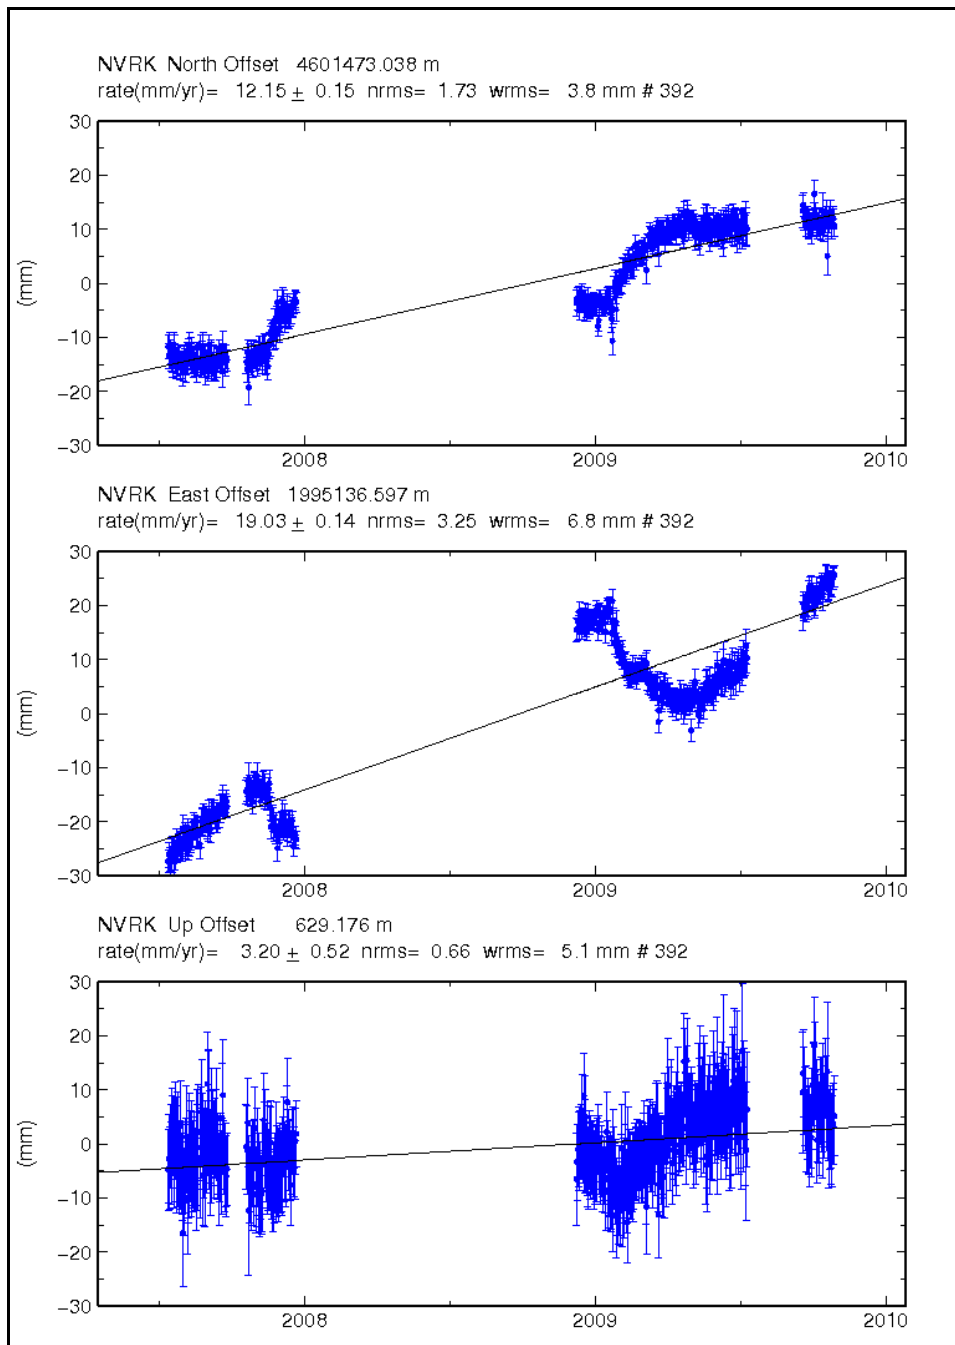 NVRK North Offset 4601473.038 m
rate(mm/yr)= 12.15 ± 0.15 nrms= 1.73 wrms= 3.8 mm # 392
30
20
10
0
−10
−20
−30
(mm)
2008 2009 2010
NVRK East Offset 1995136.597 m
rate(mm/yr)= 19.03 ± 0.14 nrms= 3.25 wrms= 6.8 mm # 392
30
20
10
0
−10
−20
−30
(mm)
2008 2009 2010
NVRK Up Offset 629.176 m
rate(mm/yr)= 3.20 ± 0.52 nrms= 0.66 wrms= 5.1 mm # 392
30
20
10
0
−10
−20
−30
(mm)
2008 2009 2010